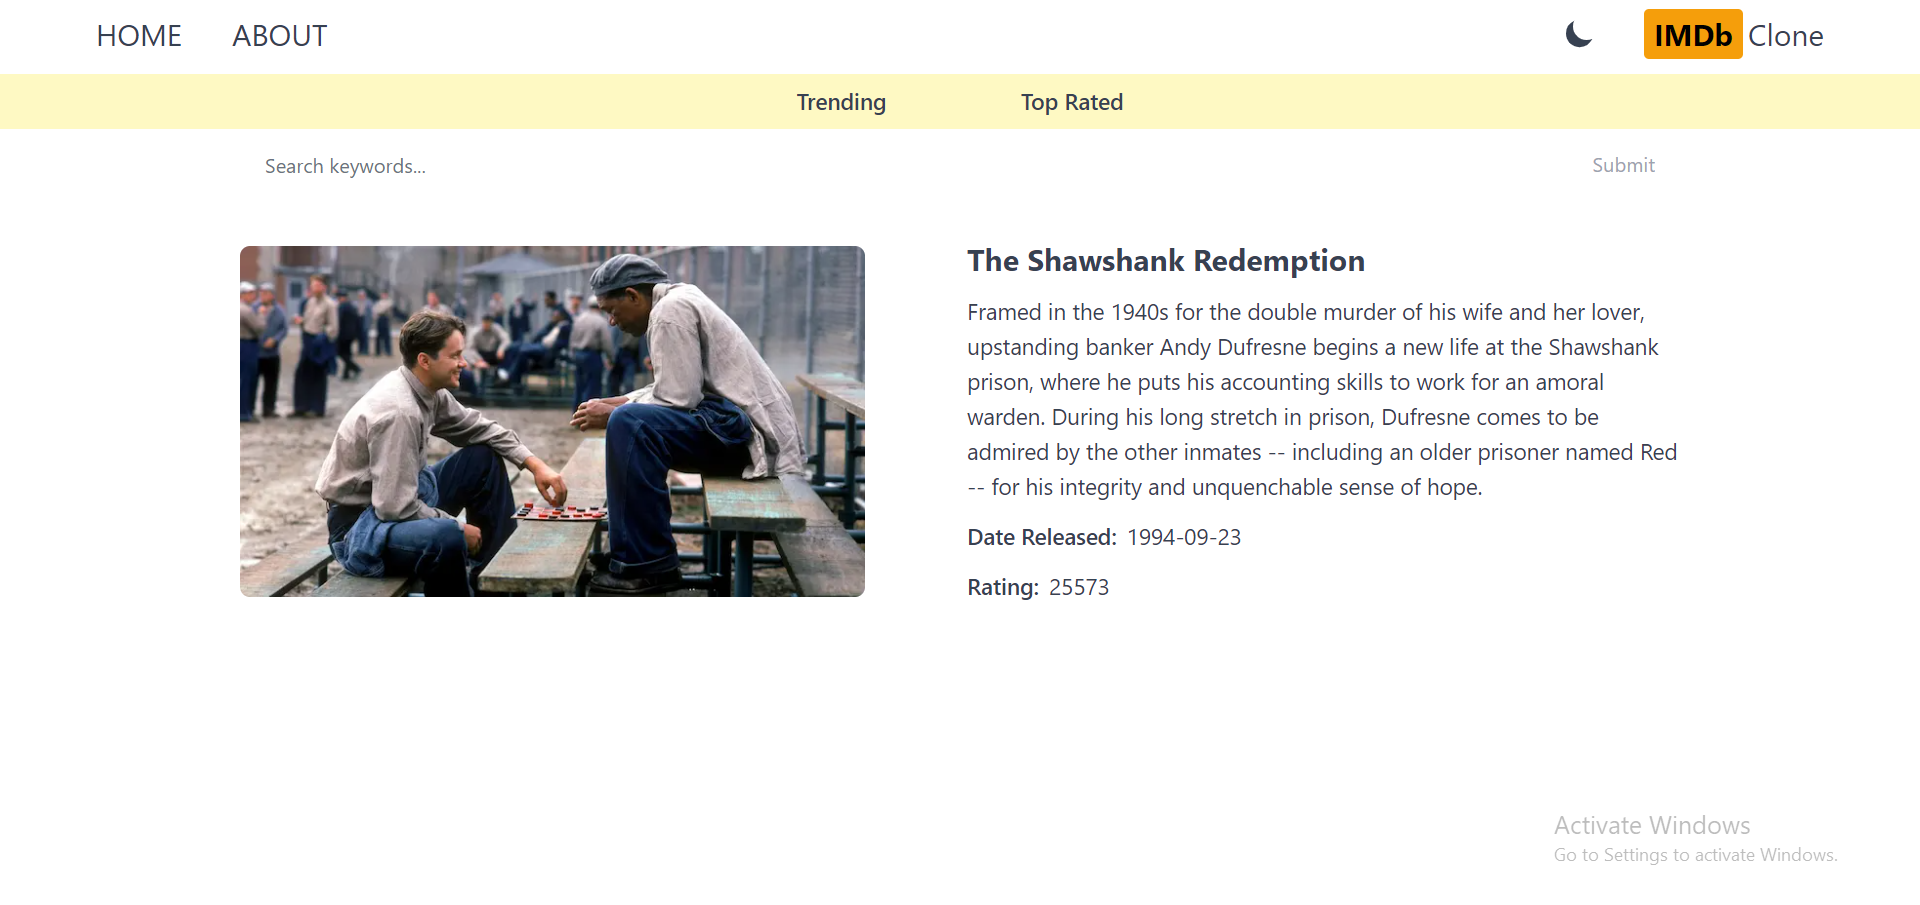 HOME ABOUT IMDb Clone
Trending Top Rated
Search keywords... Submit
The Shawshank Redemption
Framed in the 1940s for the double murder of his wife and her lover,
upstanding banker Andy Dufresne begins a new life at the Shawshank
prison, where he puts his accounting skills to work for an amoral
warden. During his long stretch in prison, Dufresne comes to be
admired by the other inmates -- including an older prisoner named Red
-- for his integrity and unquenchable sense of hope.
Date Released: 1994-09-23
Rating: 25573
Activate Windows
Go to Settings to activate Windows.